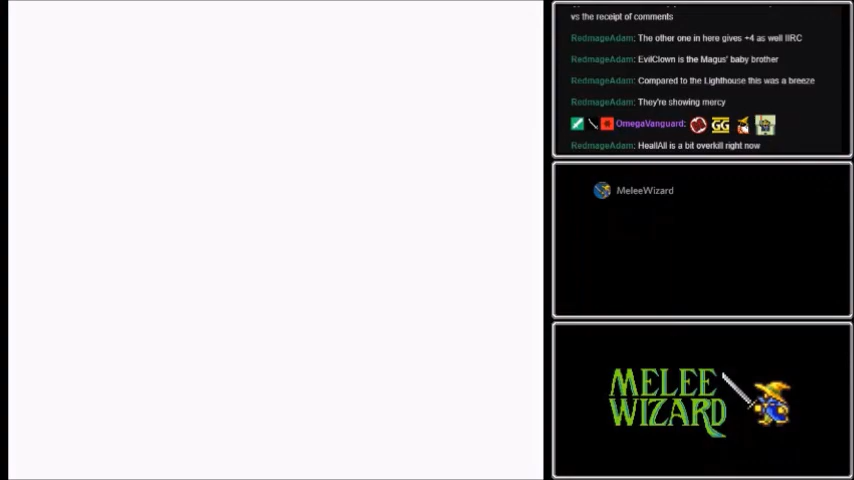 vs the receipt of comments
RedmageAdam: The other one in here gives +4 as well IIRC
RedmageAdam: EvilClown is the Magus' baby brother
RedmageAdam: Compared to the Lighthouse this was a breeze
RedmageAdam: They're showing mercy
OmegaVanguard: GG
RedmageAdam: HealAll is a bit overkill right now
MeleeWizard
MELEE
WIZARD